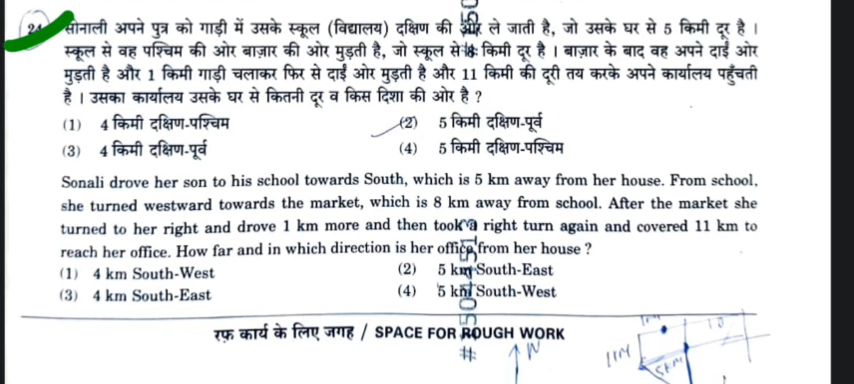 24. सोनाली अपने पुत्र को गाड़ी में उसके स्कूल (विद्यालय) दक्षिण की ओर ले जाती है, जो उसके घर से 5 किमी दूर है ।
स्कूल से वह पश्चिम की ओर बाज़ार की ओर मुड़ती है, जो स्कूल से 8 किमी दूर है । बाज़ार के बाद वह अपने दाईं ओर
मुड़ती है और 1 किमी गाड़ी चलाकर फिर से दाईं ओर मुड़ती है और 11 किमी की दूरी तय करके अपने कार्यालय पहुँचती
है । उसका कार्यालय उसके घर से कितनी दूर व किस दिशा की ओर है ?
(1) 4 किमी दक्षिण-पश्चिम (2) 5 किमी दक्षिण-पूर्व
(3) 4 किमी दक्षिण-पूर्व (4) 5 किमी दक्षिण-पश्चिम
Sonali drove her son to his school towards South, which is 5 km away from her house. From school,
she turned westward towards the market, which is 8 km away from school. After the market she
turned to her right and drove 1 km more and then took a right turn again and covered 11 km to
reach her office. How far and in which direction is her office from her house ?
(1) 4 km South-West (2) 5 km South-East
(3) 4 km South-East (4) 5 km South-West
रफ़ कार्य के लिए जगह / SPACE FOR ROUGH WORK
#
N
5KM